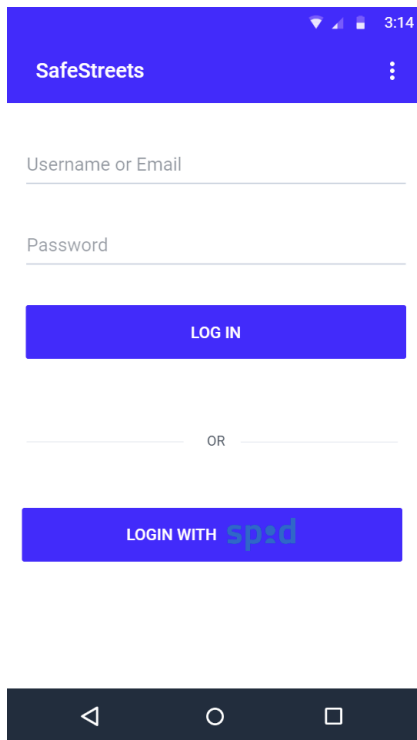 3:14
SafeStreets
Username or Email
Password
LOG IN
OR
LOGIN WITH spid